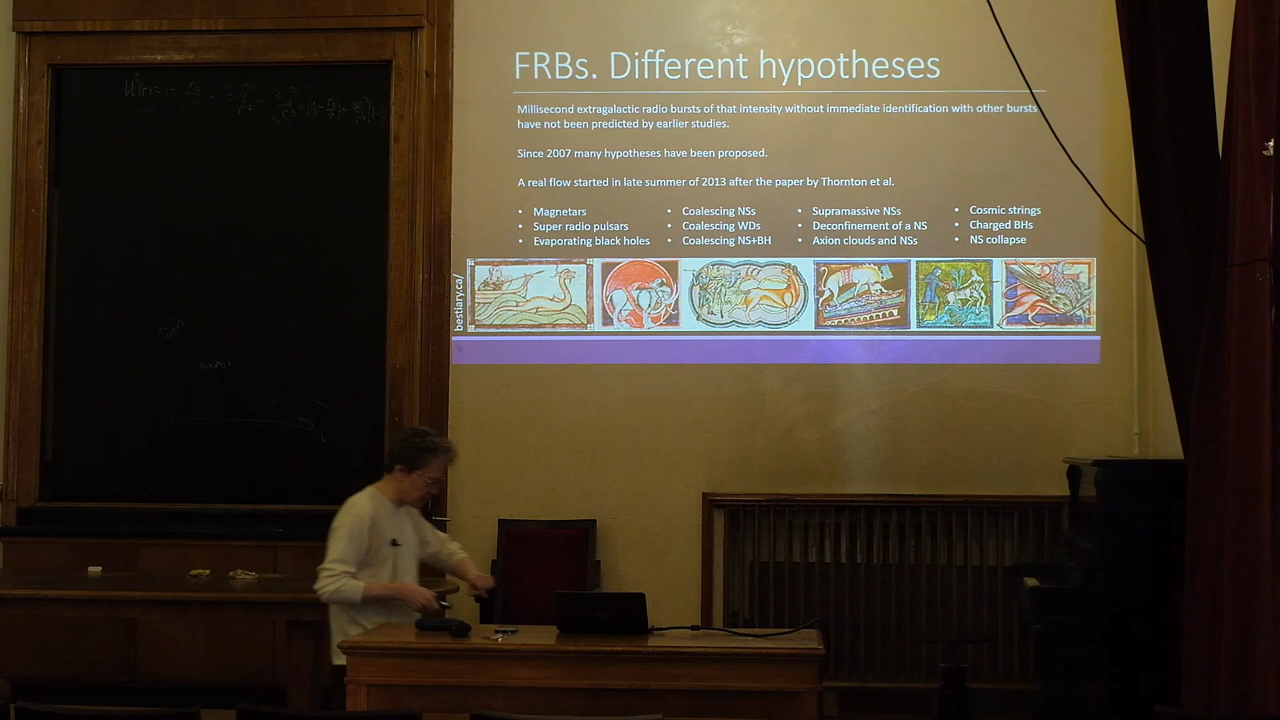 FRBs. Different hypotheses
Millisecond extragalactic radio bursts of that intensity without immediate identification with other bursts
have not been predicted by earlier studies.
Since 2007 many hypotheses have been proposed.
A real flow started in late summer of 2013 after the paper by Thornton et al.
• Magnetars
• Super radio pulsars
• Evaporating black holes
• Coalescing NSs
• Coalescing WDs
• Coalescing NS+BH
• Supramassive NSs
• Deconfinement of a NS
• Axion clouds and NSs
• Cosmic strings
• Charged BHs
• NS collapse
bestiary.ca/